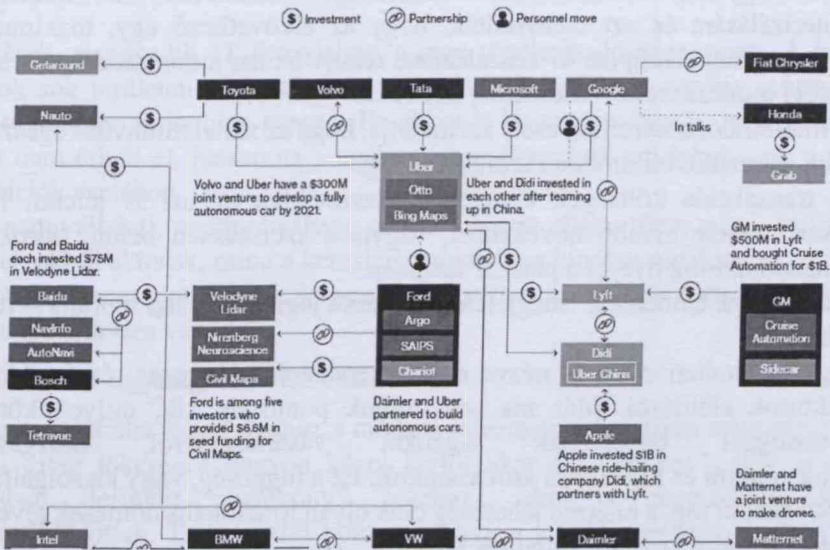 Investment
Partnership
Personnel move
Getaround
Nauto
Toyota
Volvo
Tata
Microsoft
Google
Fiat Chrysler
Honda
In talks
Grab
Uber
Otto
Bing Maps
Volvo and Uber have a $300M
joint venture to develop a fully
autonomous car by 2021.
Uber and Didi invested in
each other after teaming
up in China.
GM invested
$500M in Lyft
and bought Cruise
Automation for $1B.
Ford and Baidu
each invested $75M
in Velodyne Lidar.
Baidu
NavInfo
AutoNavi
Bosch
Tetravue
Velodyne
Lidar
Nirenberg
Neuroscience
Civil Maps
Ford is among five
investors who
provided $6.6M in
seed funding for
Civil Maps.
Ford
Argo
SAIPS
Chariot
Daimler and Uber
partnered to build
autonomous cars.
Lyft
Didi
Uber China
Apple
Apple invested $1B in
Chinese ride-hailing
company Didi, which
partners with Lyft.
GM
Cruise
Automation
Sidecar
Daimler and
Matternet have
a joint venture
to make drones.
Intel
BMW
VW
Daimler
Matternet